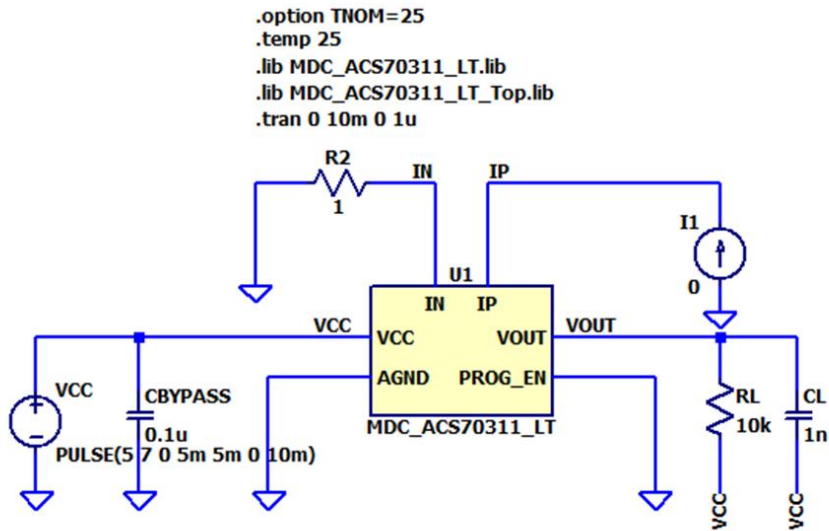 .option TNOM=25
.temp 25
.lib MDC_ACS70311_LT.lib
.lib MDC_ACS70311_LT_Top.lib
.tran 0 10m 0 1u
R2
IN
IP
1
I1
0
U1
IN IP
VCC
VCC
VOUT
VOUT
AGND
PROG_EN
MDC_ACS70311_LT
VCC
PULSE(5 7 0 5m 5m 0 10m)
CBYPASS
0.1u
RL
10k
CL
1n
VCC
VCC